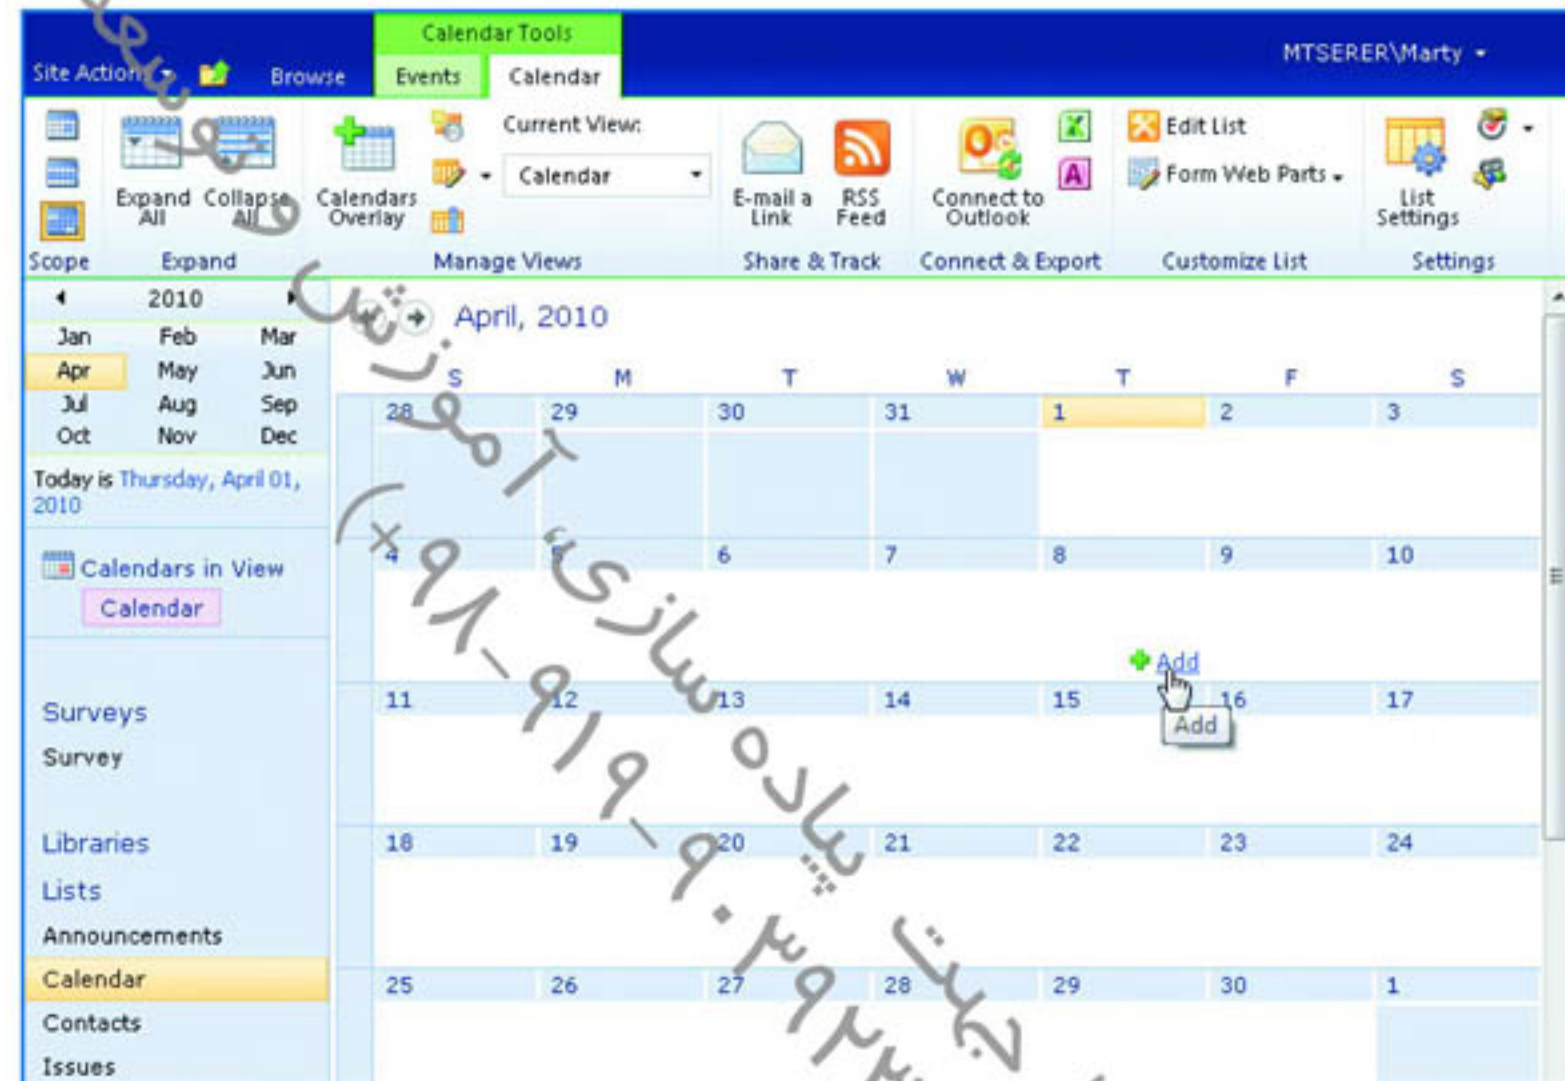 Calendar Tools
Site Actions Browse Events Calendar MTSERER\Marty
Expand All
Collapse All
Calendars Overlay
Current View:
Calendar
E-mail a Link
RSS Feed
Connect to Outlook
Edit List
Form Web Parts
List Settings
Scope Expand Manage Views Share & Track Connect & Export Customize List Settings
2010
Jan Feb Mar
Apr May Jun
Jul Aug Sep
Oct Nov Dec
Today is Thursday, April 01,
2010
Calendars in View
Calendar
Surveys
Survey
Libraries
Lists
Announcements
Calendar
Contacts
Issues
April, 2010
S M T W T F S
28 29 30 31 1 2 3
4 5 6 7 8 9 10
Add
11 12 13 14 15 16 17
Add
18 19 20 21 22 23 24
25 26 27 28 29 30 1
جهت پیاده سازی، آموزش و